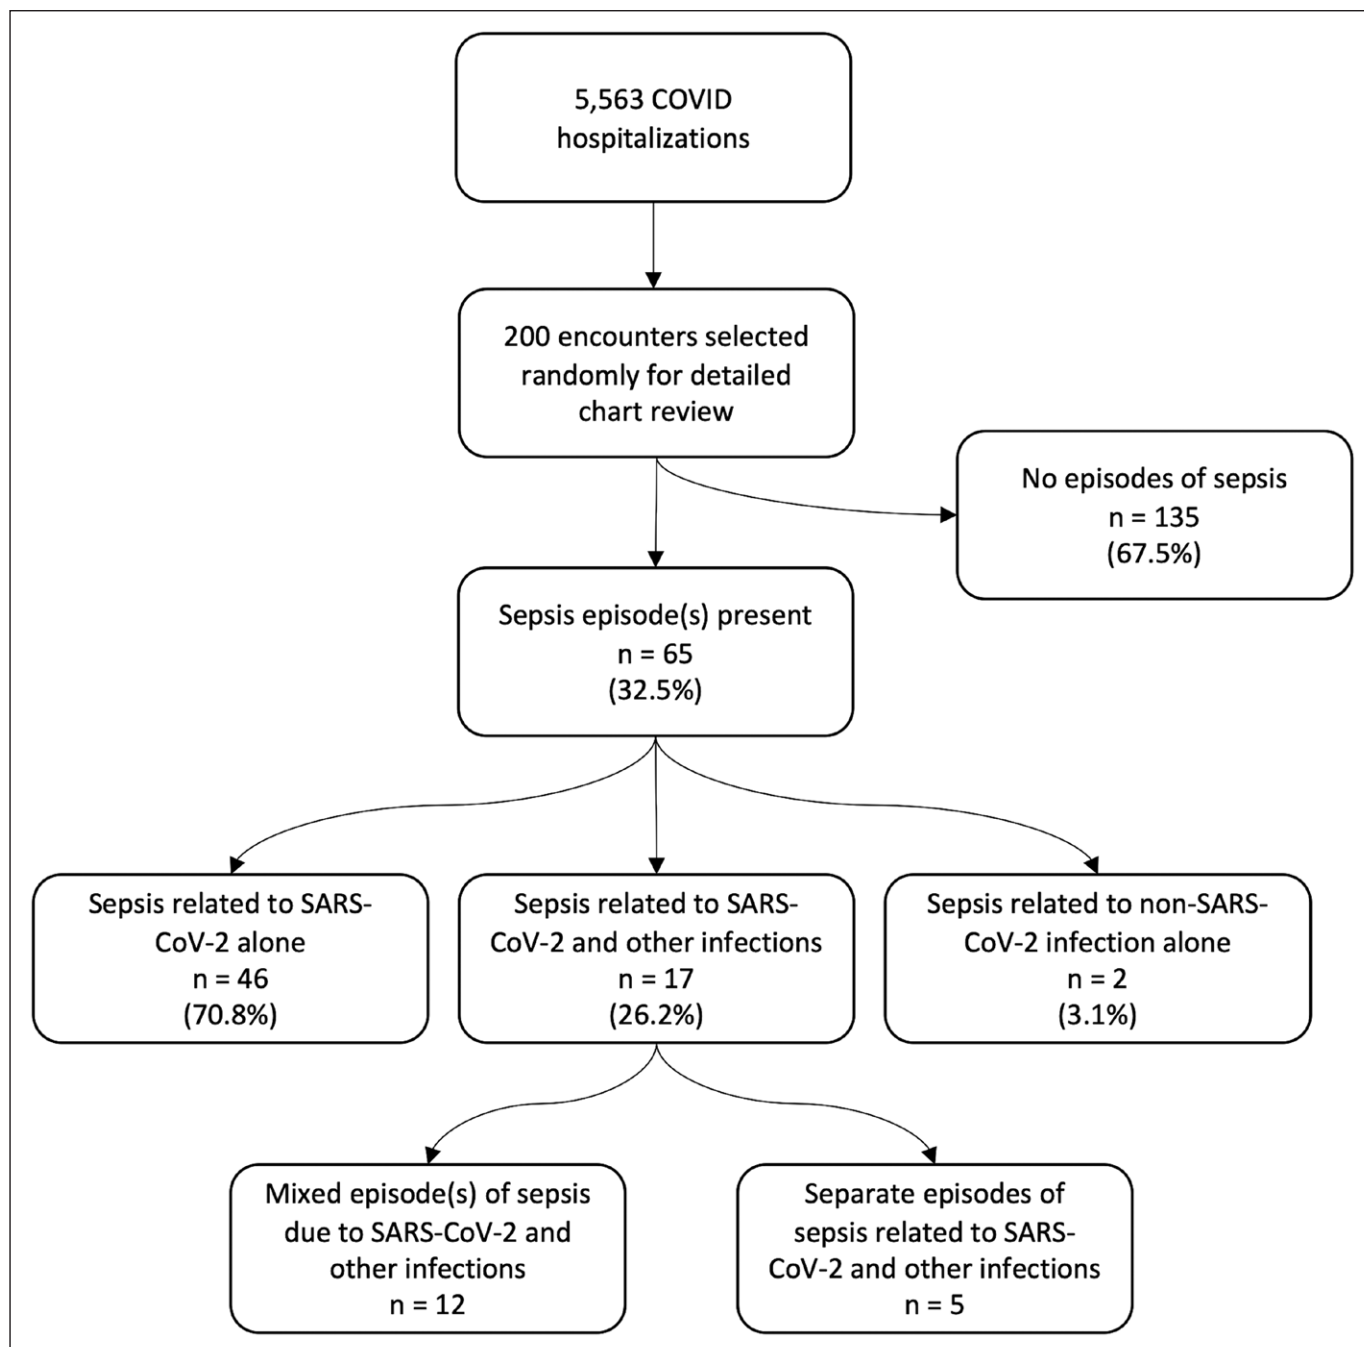 5,563 COVID
hospitalizations
200 encounters selected
randomly for detailed
chart review
No episodes of sepsis
n = 135
(67.5%)
Sepsis episode(s) present
n = 65
(32.5%)
Sepsis related to SARS-
CoV-2 alone
n = 46
(70.8%)
Sepsis related to SARS-
CoV-2 and other infections
n = 17
(26.2%)
Sepsis related to non-SARS-
CoV-2 infection alone
n = 2
(3.1%)
Mixed episode(s) of sepsis
due to SARS-CoV-2 and
other infections
n = 12
Separate episodes of
sepsis related to SARS-
CoV-2 and other infections
n = 5